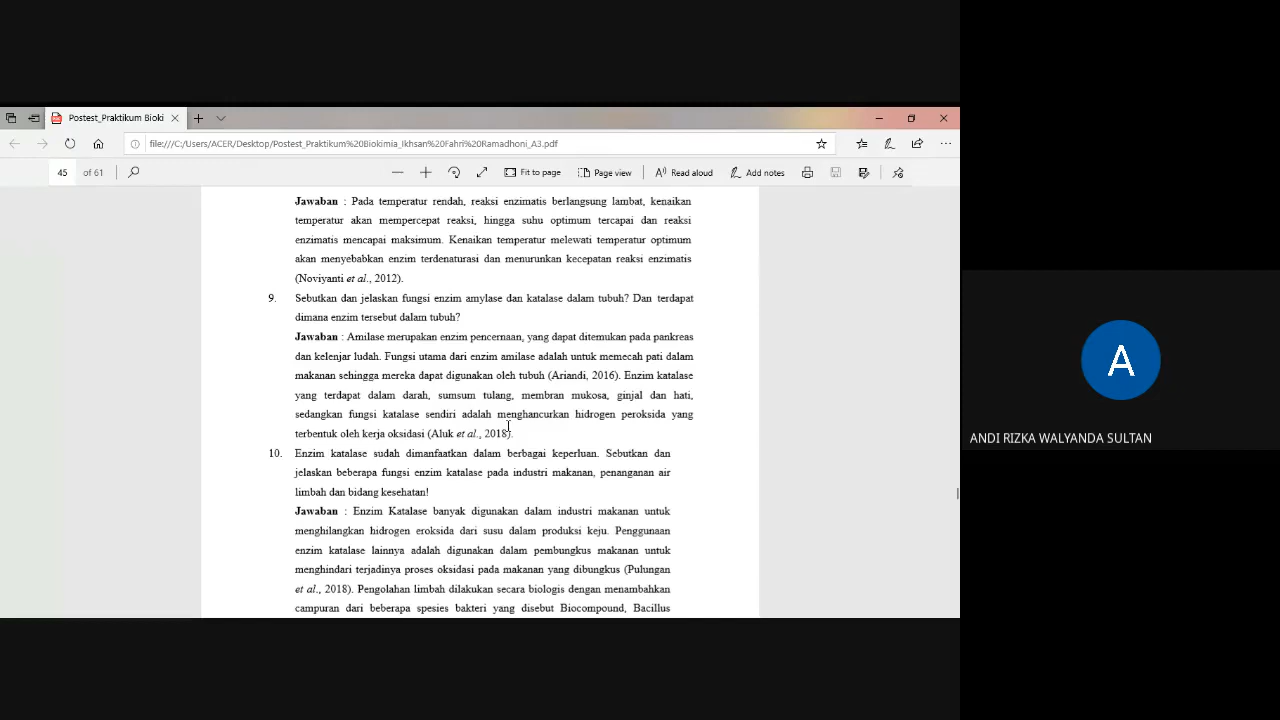 Postest_Praktikum Bioki
file:///C:/Users/ACER/Desktop/Postest_Praktikum%20Biokimia_Ikhsan%20Fahri%20Ramadhoni_A3.pdf
45 of 61 Fit to page Page view Read aloud Add notes
Jawaban : Pada temperatur rendah, reaksi enzimatis berlangsung lambat, kenaikan
temperatur akan mempercepat reaksi, hingga suhu optimum tercapai dan reaksi
enzimatis mencapai maksimum. Kenaikan temperatur melewati temperatur optimum
akan menyebabkan enzim terdenaturasi dan menurunkan kecepatan reaksi enzimatis
(Noviyanti et al., 2012).
9. Sebutkan dan jelaskan fungsi enzim amylase dan katalase dalam tubuh? Dan terdapat
dimana enzim tersebut dalam tubuh?
Jawaban : Amilase merupakan enzim pencernaan, yang dapat ditemukan pada pankreas
dan kelenjar ludah. Fungsi utama dari enzim amilase adalah untuk memecah pati dalam
makanan sehingga mereka dapat digunakan oleh tubuh (Ariandi, 2016). Enzim katalase
yang terdapat dalam darah, sumsum tulang, membran mukosa, ginjal dan hati,
sedangkan fungsi katalase sendiri adalah menghancurkan hidrogen peroksida yang
terbentuk oleh kerja oksidasi (Aluk et al., 2018).
10. Enzim katalase sudah dimanfaatkan dalam berbagai keperluan. Sebutkan dan
jelaskan beberapa fungsi enzim katalase pada industri makanan, penanganan air
limbah dan bidang kesehatan!
Jawaban : Enzim Katalase banyak digunakan dalam industri makanan untuk
menghilangkan hidrogen eroksida dari susu dalam produksi keju. Penggunaan
enzim katalase lainnya adalah digunakan dalam pembungkus makanan untuk
menghindari terjadinya proses oksidasi pada makanan yang dibungkus (Pulungan
et al., 2018). Pengolahan limbah dilakukan secara biologis dengan menambahkan
campuran dari beberapa spesies bakteri yang disebut Biocompound, Bacillus
A
ANDI RIZKA WALYANDA SULTAN